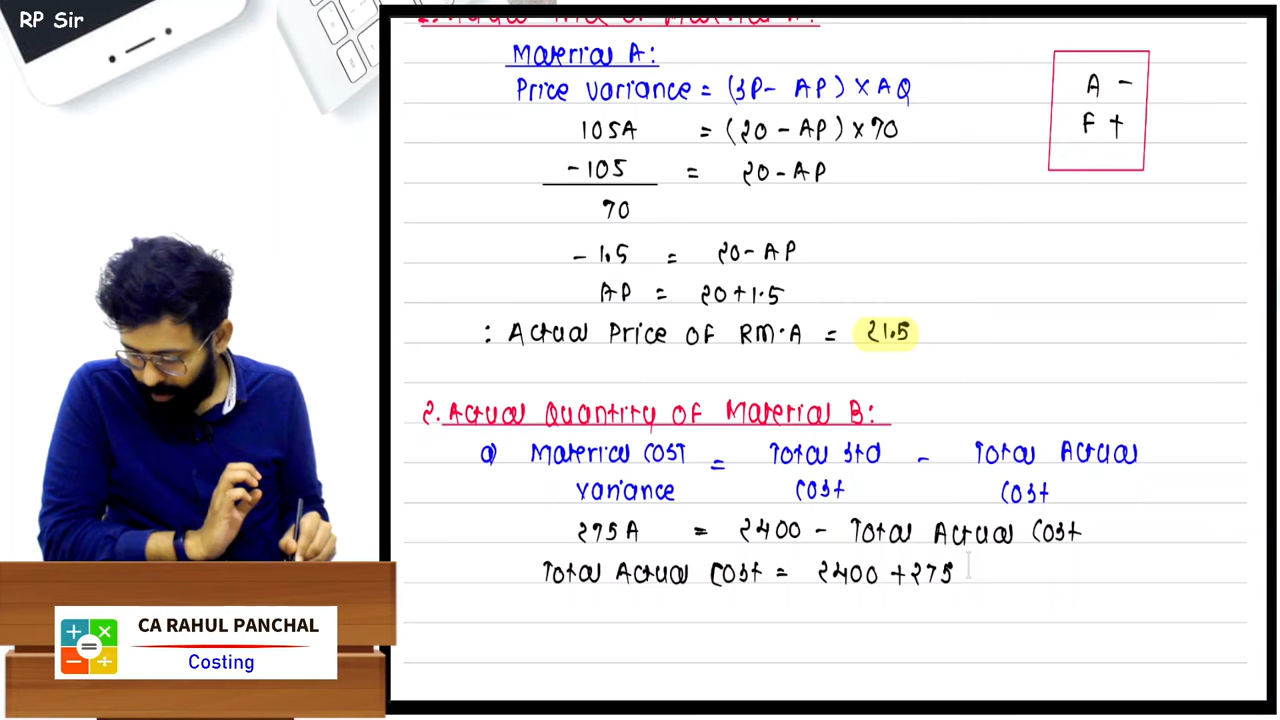 RP Sir
Material A:
Price variance = (SP - AP) × AQ
105A = (20 - AP) × 70
-105 = 20 - AP
70
- 1.5 = 20 - AP
AP = 20 + 1.5
: Actual Price of RM.A = 21.5
A -
F +
2. Actual Quantity of Material B:
a) Material Cost = Total Std - Total Actual
variance Cost Cost
275A = 2400 - Total Actual Cost
Total Actual Cost = 2400 + 275
CA RAHUL PANCHAL
Costing